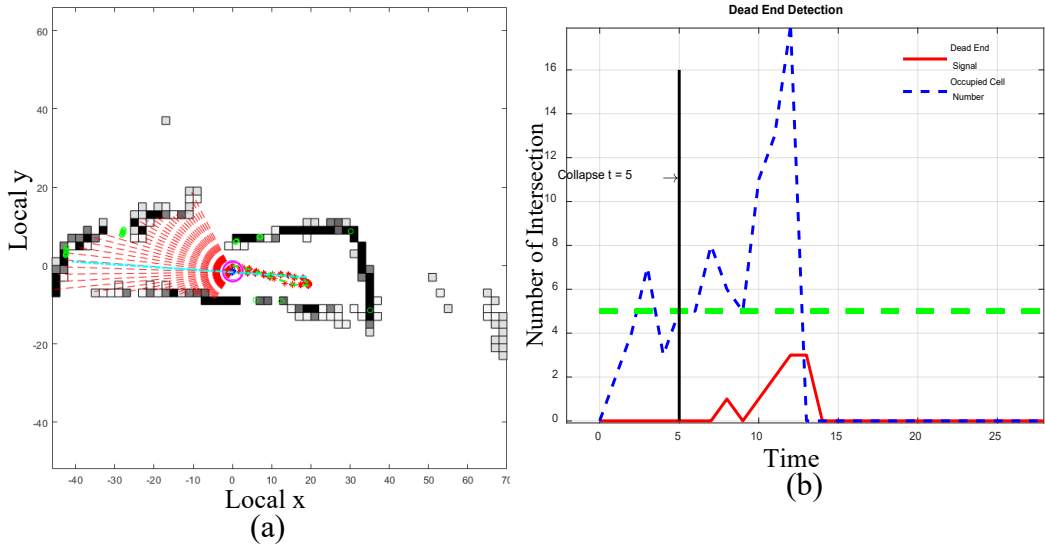 Dead End Detection
60
40
20
0
-20
-40
Local y
-40
-30
-20
-10
0
10
20
30
40
50
60
70
Local x
(a)
16
14
12
10
8
6
4
2
0
Number of Intersection
Dead End
Signal
Occupied Cell
Number
Collapse t = 5
0
5
10
15
20
25
Time
(b)